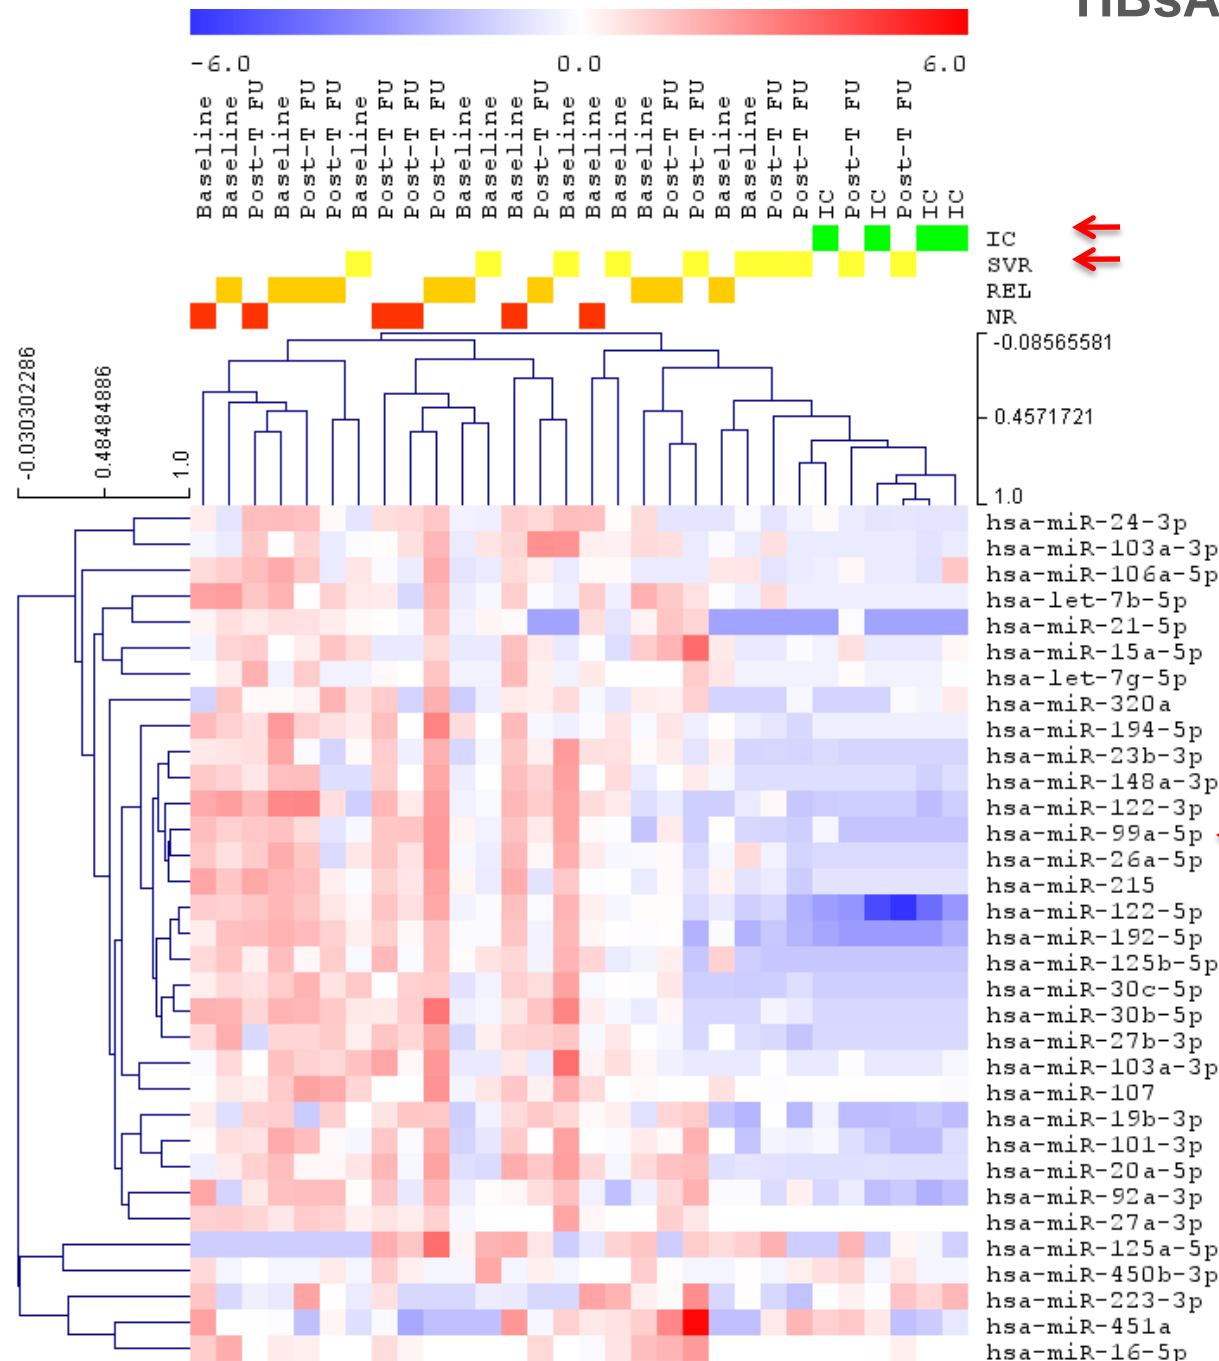 HBsA
-6.0 0.0 6.0
Baseline
Baseline
Post-T FU
Baseline
Post-T FU
Post-T FU
Baseline
Post-T FU
Post-T FU
Post-T FU
Baseline
Baseline
Baseline
Post-T FU
Baseline
Baseline
Baseline
Baseline
Post-T FU
Post-T FU
Baseline
Baseline
Post-T FU
Post-T FU
IC
Post-T FU
IC
Post-T FU
IC
IC
IC
SVR
REL
NR
-0.08565581
0.4571721
1.0
-0.030302286
0.48484886
1.0
hsa-miR-24-3p
hsa-miR-103a-3p
hsa-miR-106a-5p
hsa-let-7b-5p
hsa-miR-21-5p
hsa-miR-15a-5p
hsa-let-7g-5p
hsa-miR-320a
hsa-miR-194-5p
hsa-miR-23b-3p
hsa-miR-148a-3p
hsa-miR-122-3p
hsa-miR-99a-5p
hsa-miR-26a-5p
hsa-miR-215
hsa-miR-122-5p
hsa-miR-192-5p
hsa-miR-125b-5p
hsa-miR-30c-5p
hsa-miR-30b-5p
hsa-miR-27b-3p
hsa-miR-103a-3p
hsa-miR-107
hsa-miR-19b-3p
hsa-miR-101-3p
hsa-miR-20a-5p
hsa-miR-92a-3p
hsa-miR-27a-3p
hsa-miR-125a-5p
hsa-miR-450b-3p
hsa-miR-223-3p
hsa-miR-451a
hsa-miR-16-5p